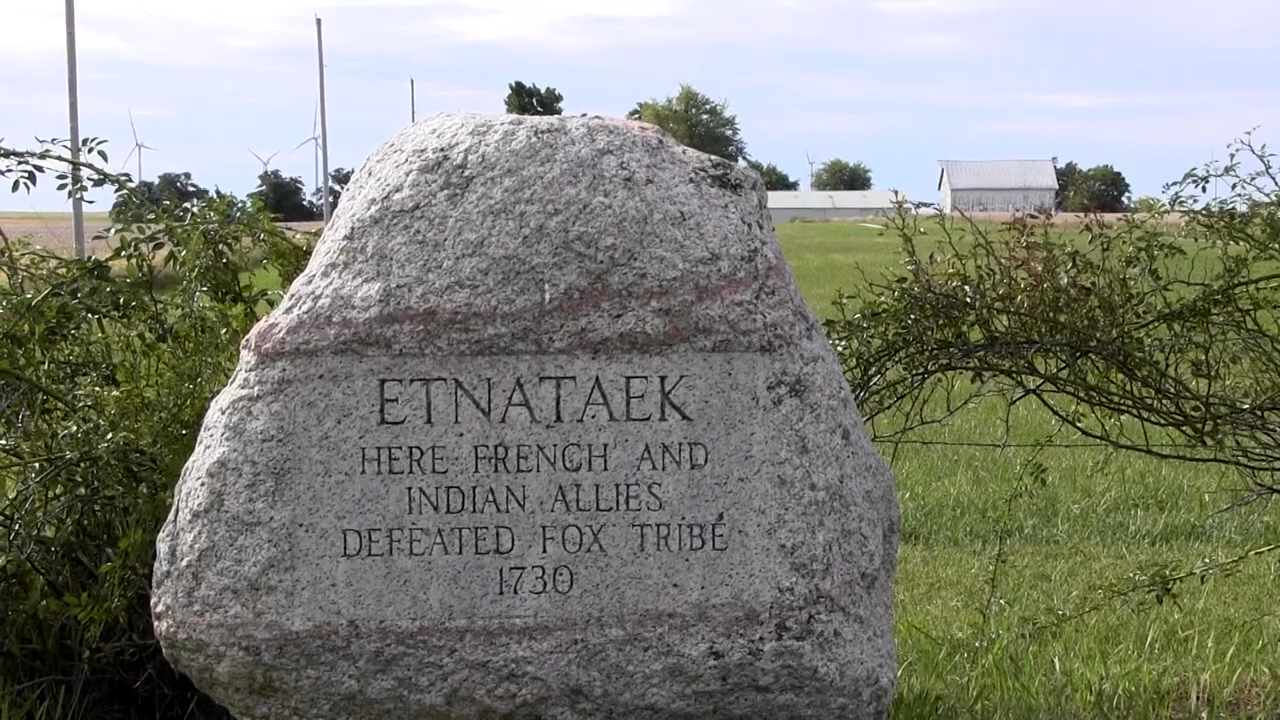 ETNATAEK
HERE FRENCH AND
INDIAN ALLIES
DEFEATED FOX TRIBE
1730